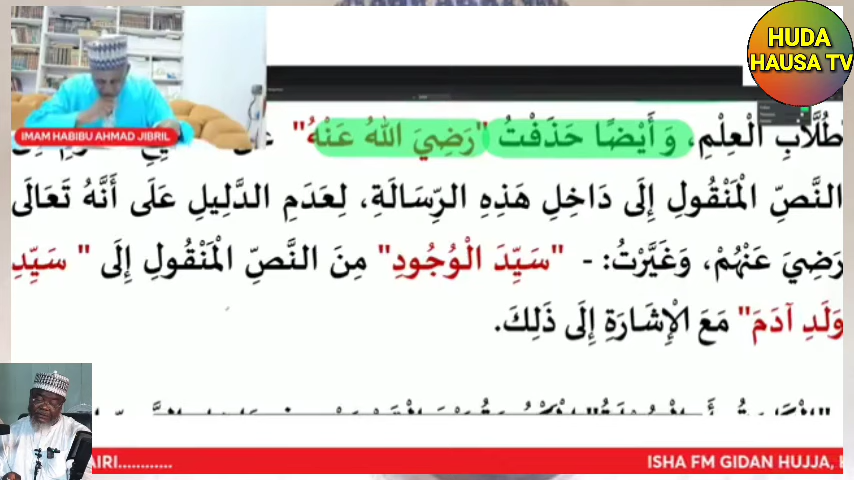 HUDA
HAUSA TV
IMAM HABIBU AHMAD JIBRIL
طُلَّابِ الْعِلْمِ، وَأَيْضًا حَذَفْتُ "رَضِيَ اللهُ عَنْهُ"
النَّصِّ الْمَنْقُولِ إِلَى دَاخِلِ هَذِهِ الرِّسَالَةِ، لِعَدَمِ الدَّلِيلِ عَلَى أَنَّهُ تَعَالَى
رَضِيَ عَنْهُمْ، وَغَيَّرْتُ: - "سَيِّدَ الْوُجُودِ" مِنَ النَّصِّ الْمَنْقُولِ إِلَى " سَيِّدِ
وَلَدِ آدَمَ" مَعَ الْإِشَارَةِ إِلَى ذَلِكَ.
AIRI............ ISHA FM GIDAN HUJJA,